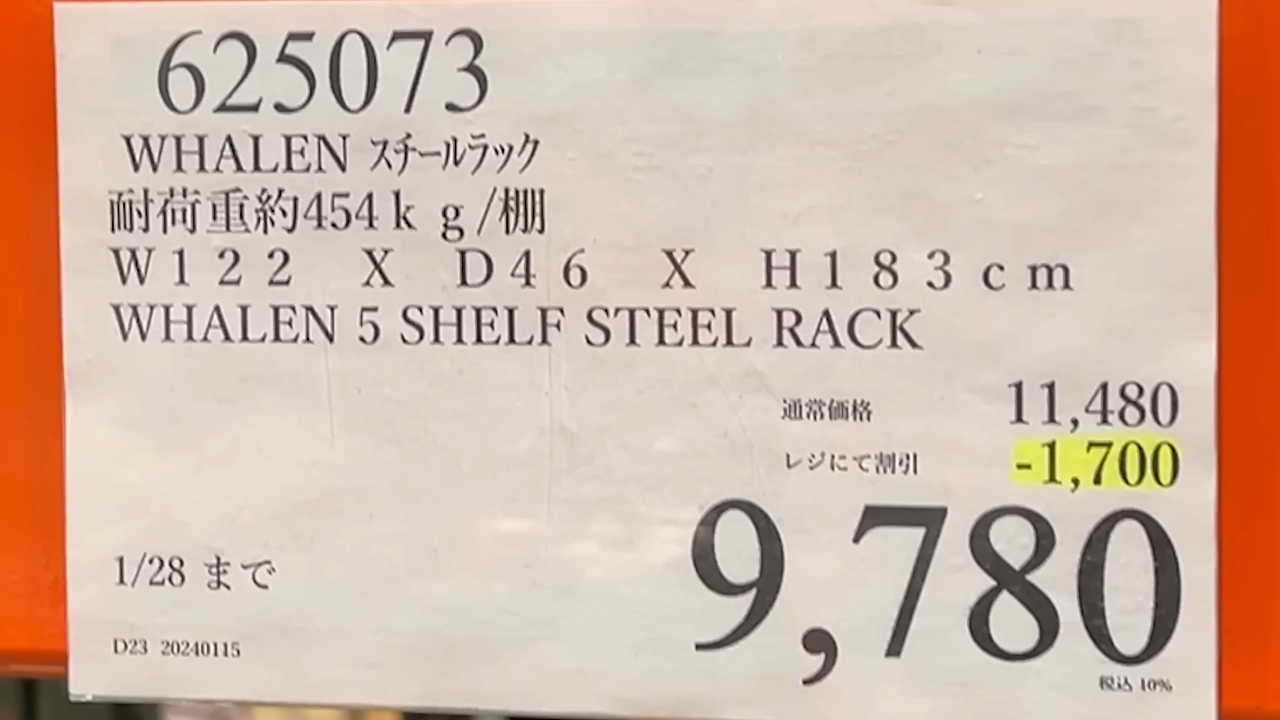 625073
WHALEN スチールラック
耐荷重約454ｋｇ/棚
Ｗ１２２　Ｘ　Ｄ４６　Ｘ　Ｈ１８３ｃｍ
WHALEN 5 SHELF STEEL RACK
通常価格 11,480
レジにて割引 -1,700
9,780
1/28 まで
D23 20240115
税込 10%